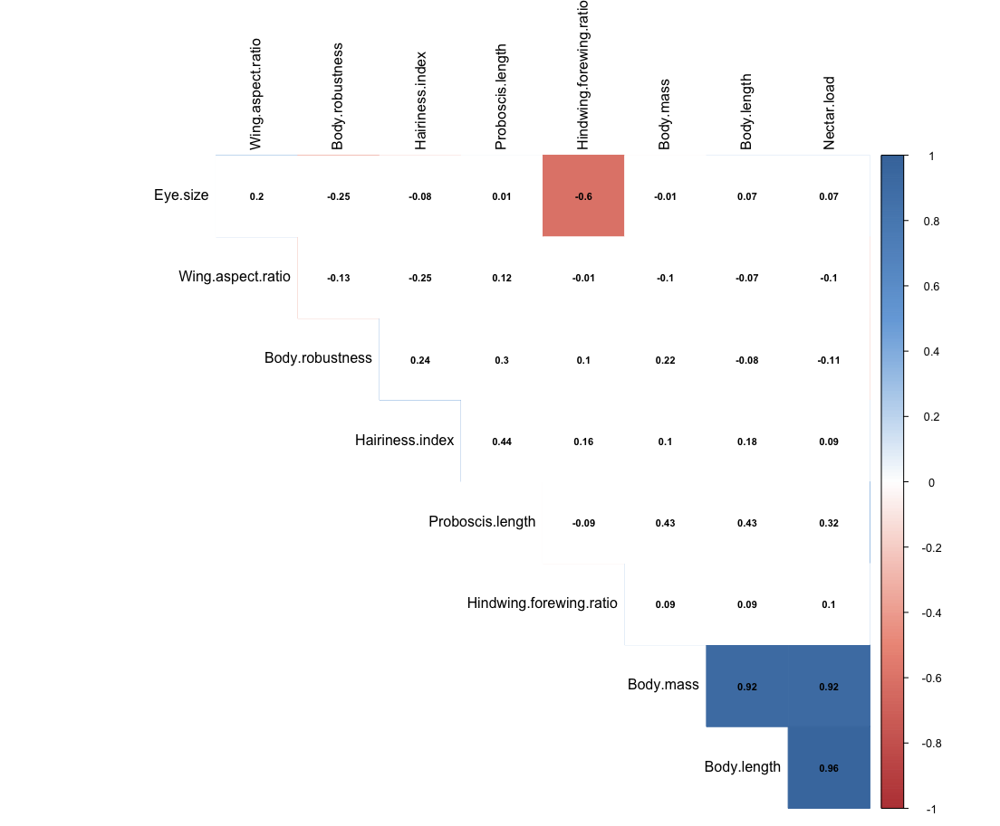 Wing.aspect.ratio
Body.robustness
Hairiness.index
Proboscis.length
Hindwing.forewing.ratio
Body.mass
Body.length
Nectar.load
Eye.size 0.2 -0.25 -0.08 0.01 -0.6 -0.01 0.07 0.07
Wing.aspect.ratio -0.13 -0.25 0.12 -0.01 -0.1 -0.07 -0.1
Body.robustness 0.24 0.3 0.1 0.22 -0.08 -0.11
Hairiness.index 0.44 0.16 0.1 0.18 0.09
Proboscis.length -0.09 0.43 0.43 0.32
Hindwing.forewing.ratio 0.09 0.09 0.1
Body.mass 0.92 0.92
Body.length 0.96
1
0.8
0.6
0.4
0.2
0
-0.2
-0.4
-0.6
-0.8
-1